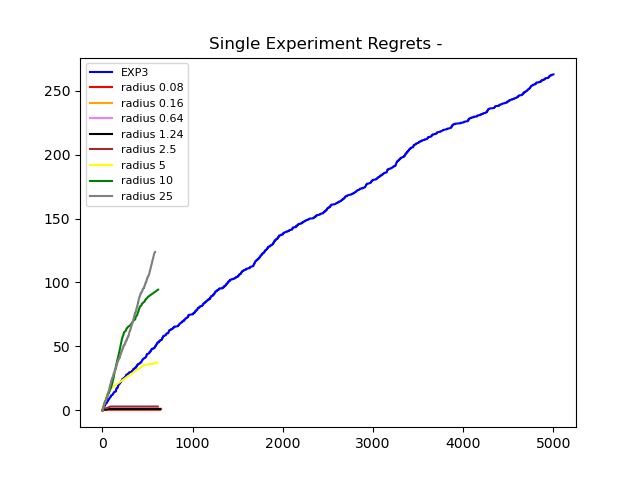 Single Experiment Regrets -
EXP3
radius 0.08
radius 0.16
radius 0.64
radius 1.24
radius 2.5
radius 5
radius 10
radius 25
250
200
150
100
50
0
0 1000 2000 3000 4000 5000